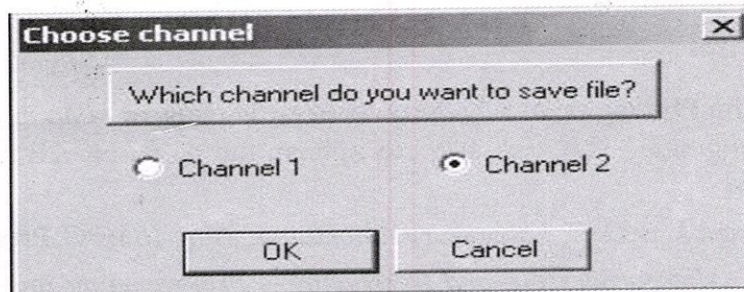 Choose channel
Which channel do you want to save file?
Channel 1 Channel 2
OK Cancel